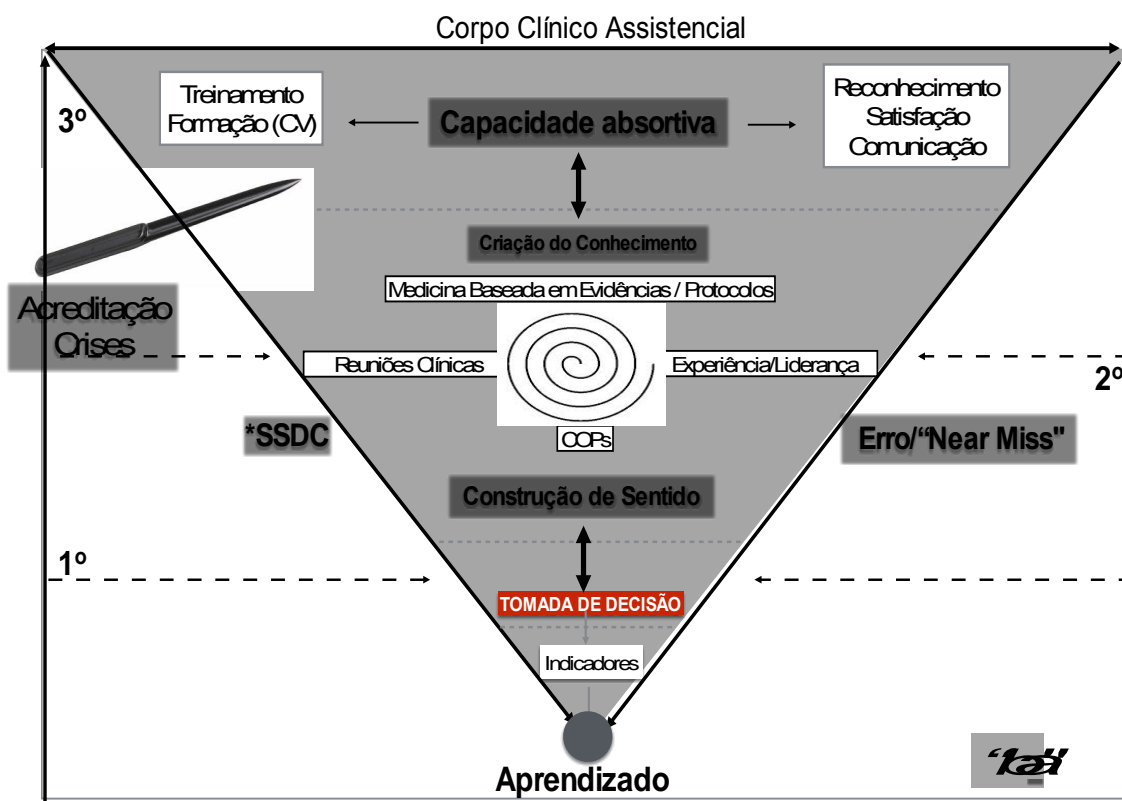 Corpo Clínico Assistencial
3º
Treinamento
Formação (CV)
Capacidade absortiva
Reconhecimento
Satisfação
Comunicação
Criação do Conhecimento
Medicina Baseada em Evidências / Protocolos
Acreditação
Crises
Reuniões Clínicas
Experiência/Liderança
2º
*SSDC
COPs
Erro/“Near Miss"
Construção de Sentido
1º
TOMADA DE DECISÃO
Indicadores
Aprendizado